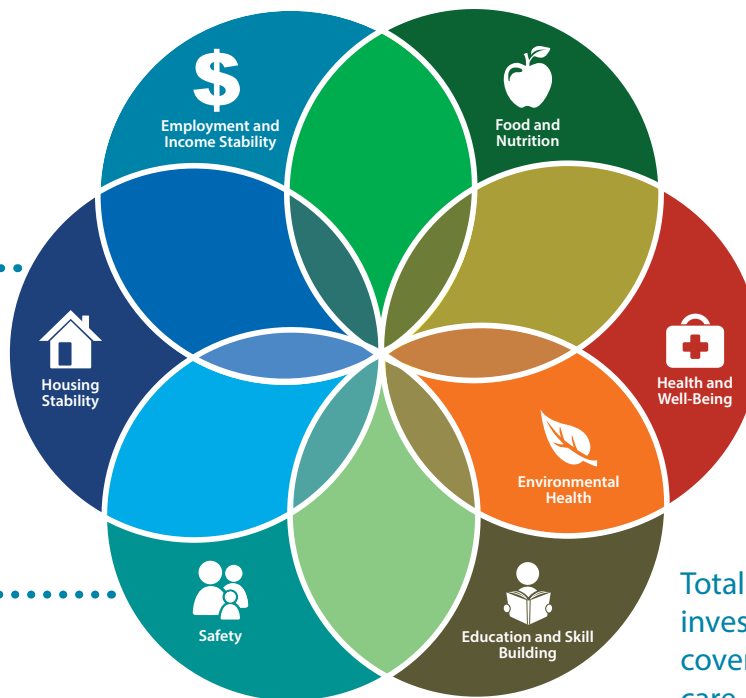 $
Employment and
Income Stability
Food and
Nutrition
Housing
Stability
Health and
Well-Being
Environmental
Health
Safety
Education and Skill
Building
Total
inves
cover
care